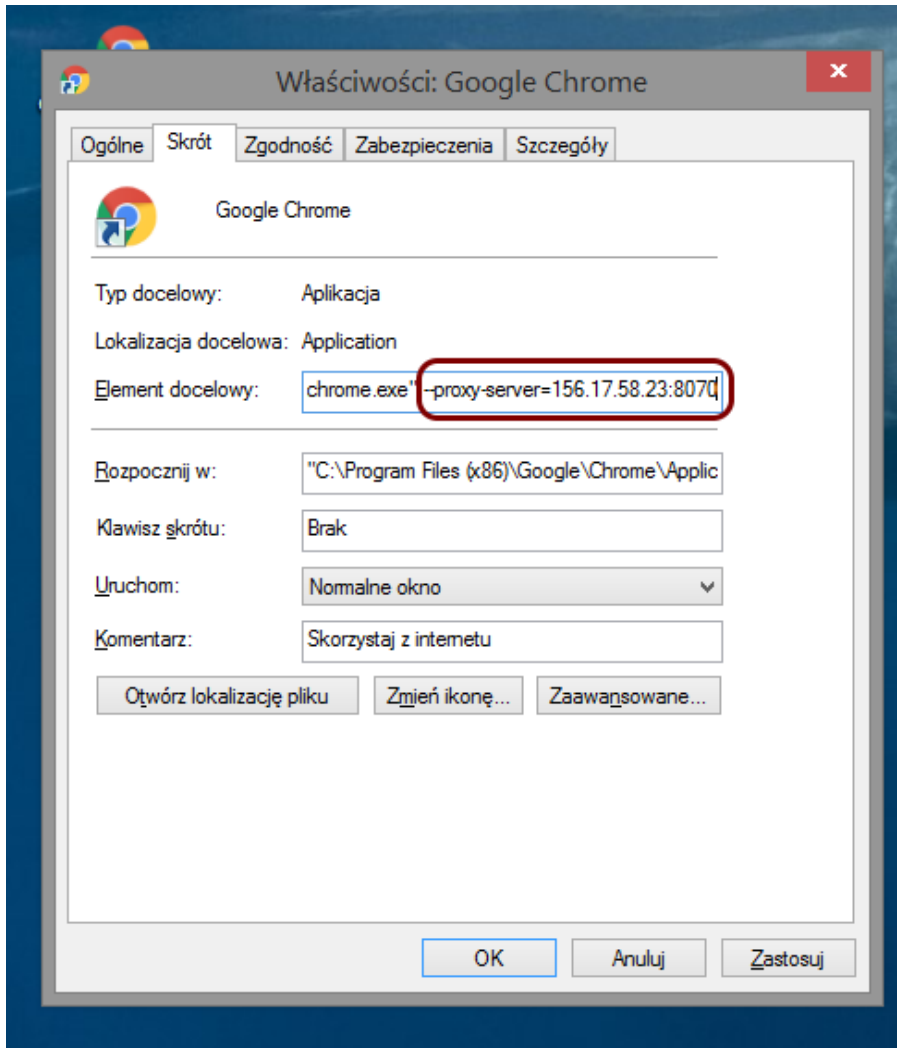 Właściwości: Google Chrome
Ogólne Skrót Zgodność Zabezpieczenia Szczegóły
Google Chrome
Typ docelowy: Aplikacja
Lokalizacja docelowa: Application
Element docelowy: chrome.exe" --proxy-server=156.17.58.23:8070
Rozpocznij w: "C:\Program Files (x86)\Google\Chrome\Applic
Klawisz skrótu: Brak
Uruchom: Normalne okno
Komentarz: Skorzystaj z internetu
Otwórz lokalizację pliku Zmień ikonę... Zaawansowane...
OK Anuluj Zastosuj